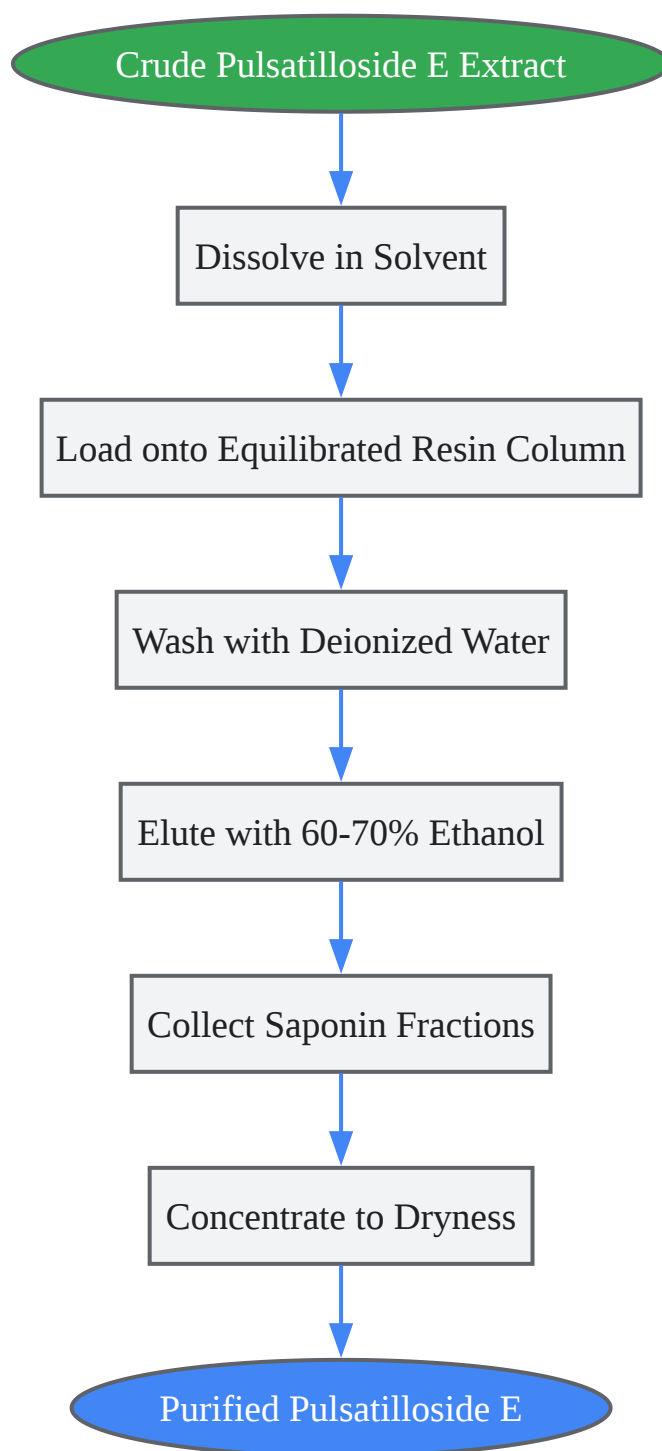 Crude Pulsatilloside E Extract
Dissolve in Solvent
Load onto Equilibrated Resin Column
Wash with Deionized Water
Elute with 60-70% Ethanol
Collect Saponin Fractions
Concentrate to Dryness
Purified Pulsatilloside E